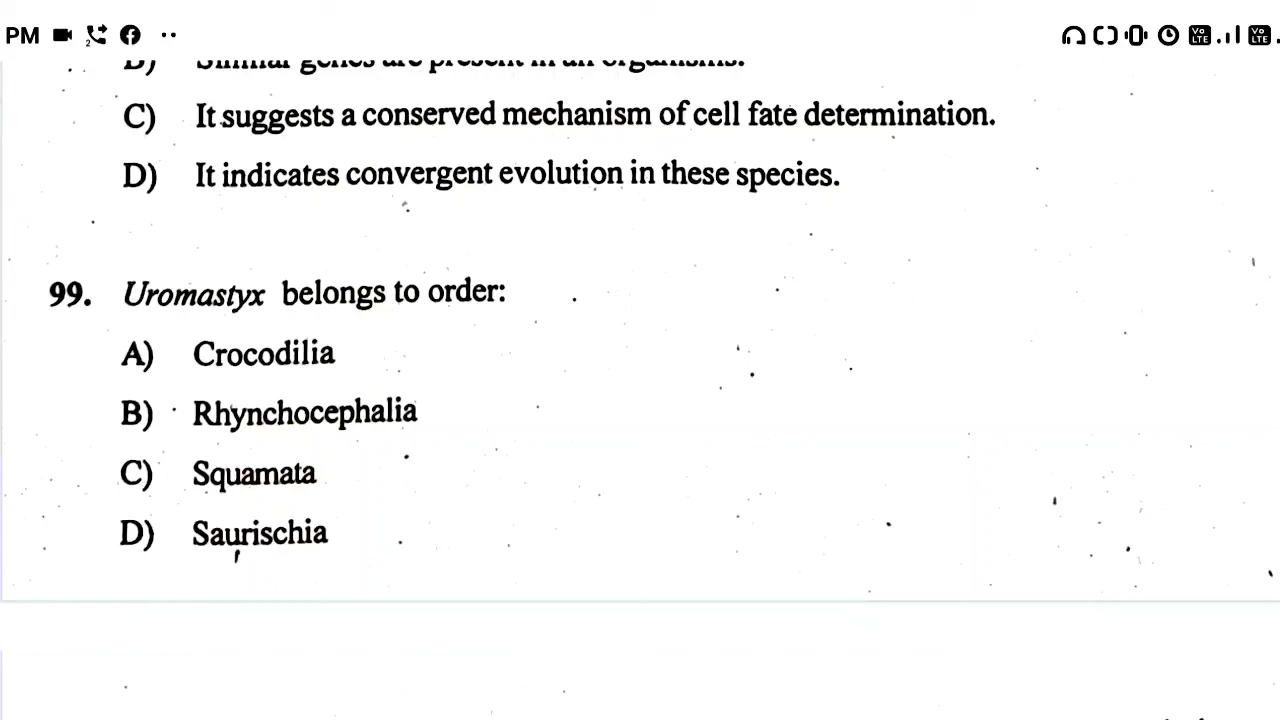 PM
C) It suggests a conserved mechanism of cell fate determination.
D) It indicates convergent evolution in these species.
99. Uromastyx belongs to order:
A) Crocodilia
B) Rhynchocephalia
C) Squamata
D) Saurischia